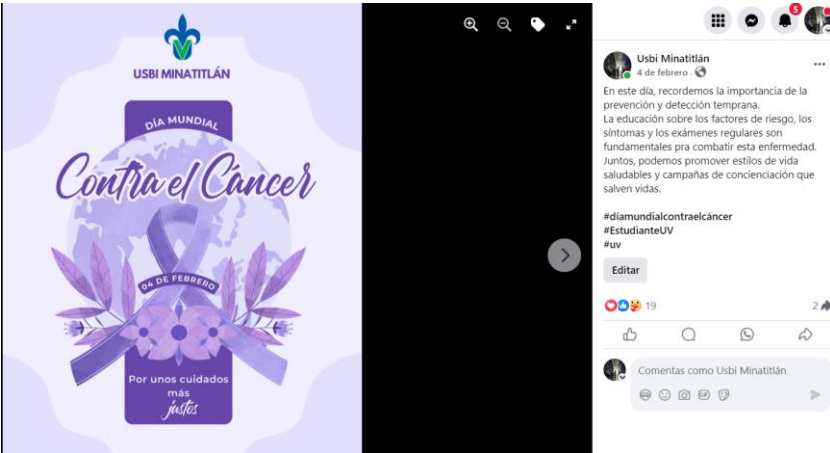 USBI MINATITLÁN
DÍA MUNDIAL
Contra el Cáncer
04 DE FEBRERO
Por unos cuidados
más
justos
5
Usbi Minatitlán
4 de febrero
En este día, recordemos la importancia de la
prevención y detección temprana.
La educación sobre los factores de riesgo, los
síntomas y los exámenes regulares son
fundamentales pra combatir esta enfermedad.
Juntos, podemos promover estilos de vida
saludables y campañas de concienciación que
salven vidas.
#díamundialcontraelcáncer
#EstudianteUV
#uv
Editar
19
2
Comentas como Usbi Minatitlán